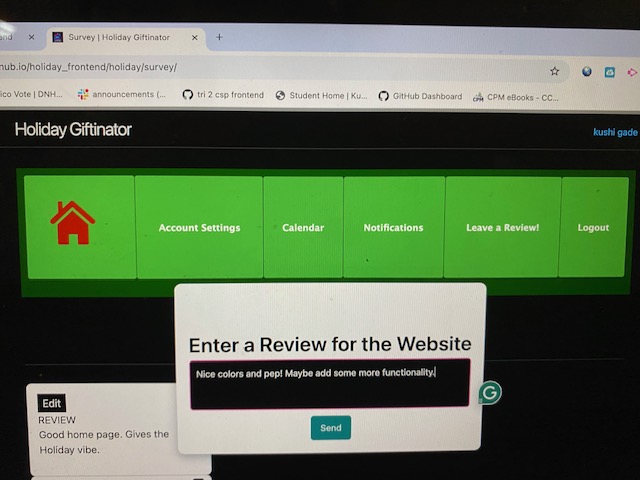 Survey | Holiday Giftinator
nub.io/holiday_frontend/holiday/survey/
ico Vote | DNH...
announcements (...
tri 2 csp frontend
Student Home | Ku...
GitHub Dashboard
CPM
CPM eBooks - CC...
Holiday Giftinator
kushi gade
Account Settings
Calendar
Notifications
Leave a Review!
Logout
Enter a Review for the Website
Nice colors and pep! Maybe add some more functionality.
Send
Edit
REVIEW
Good home page. Gives the
Holiday vibe.